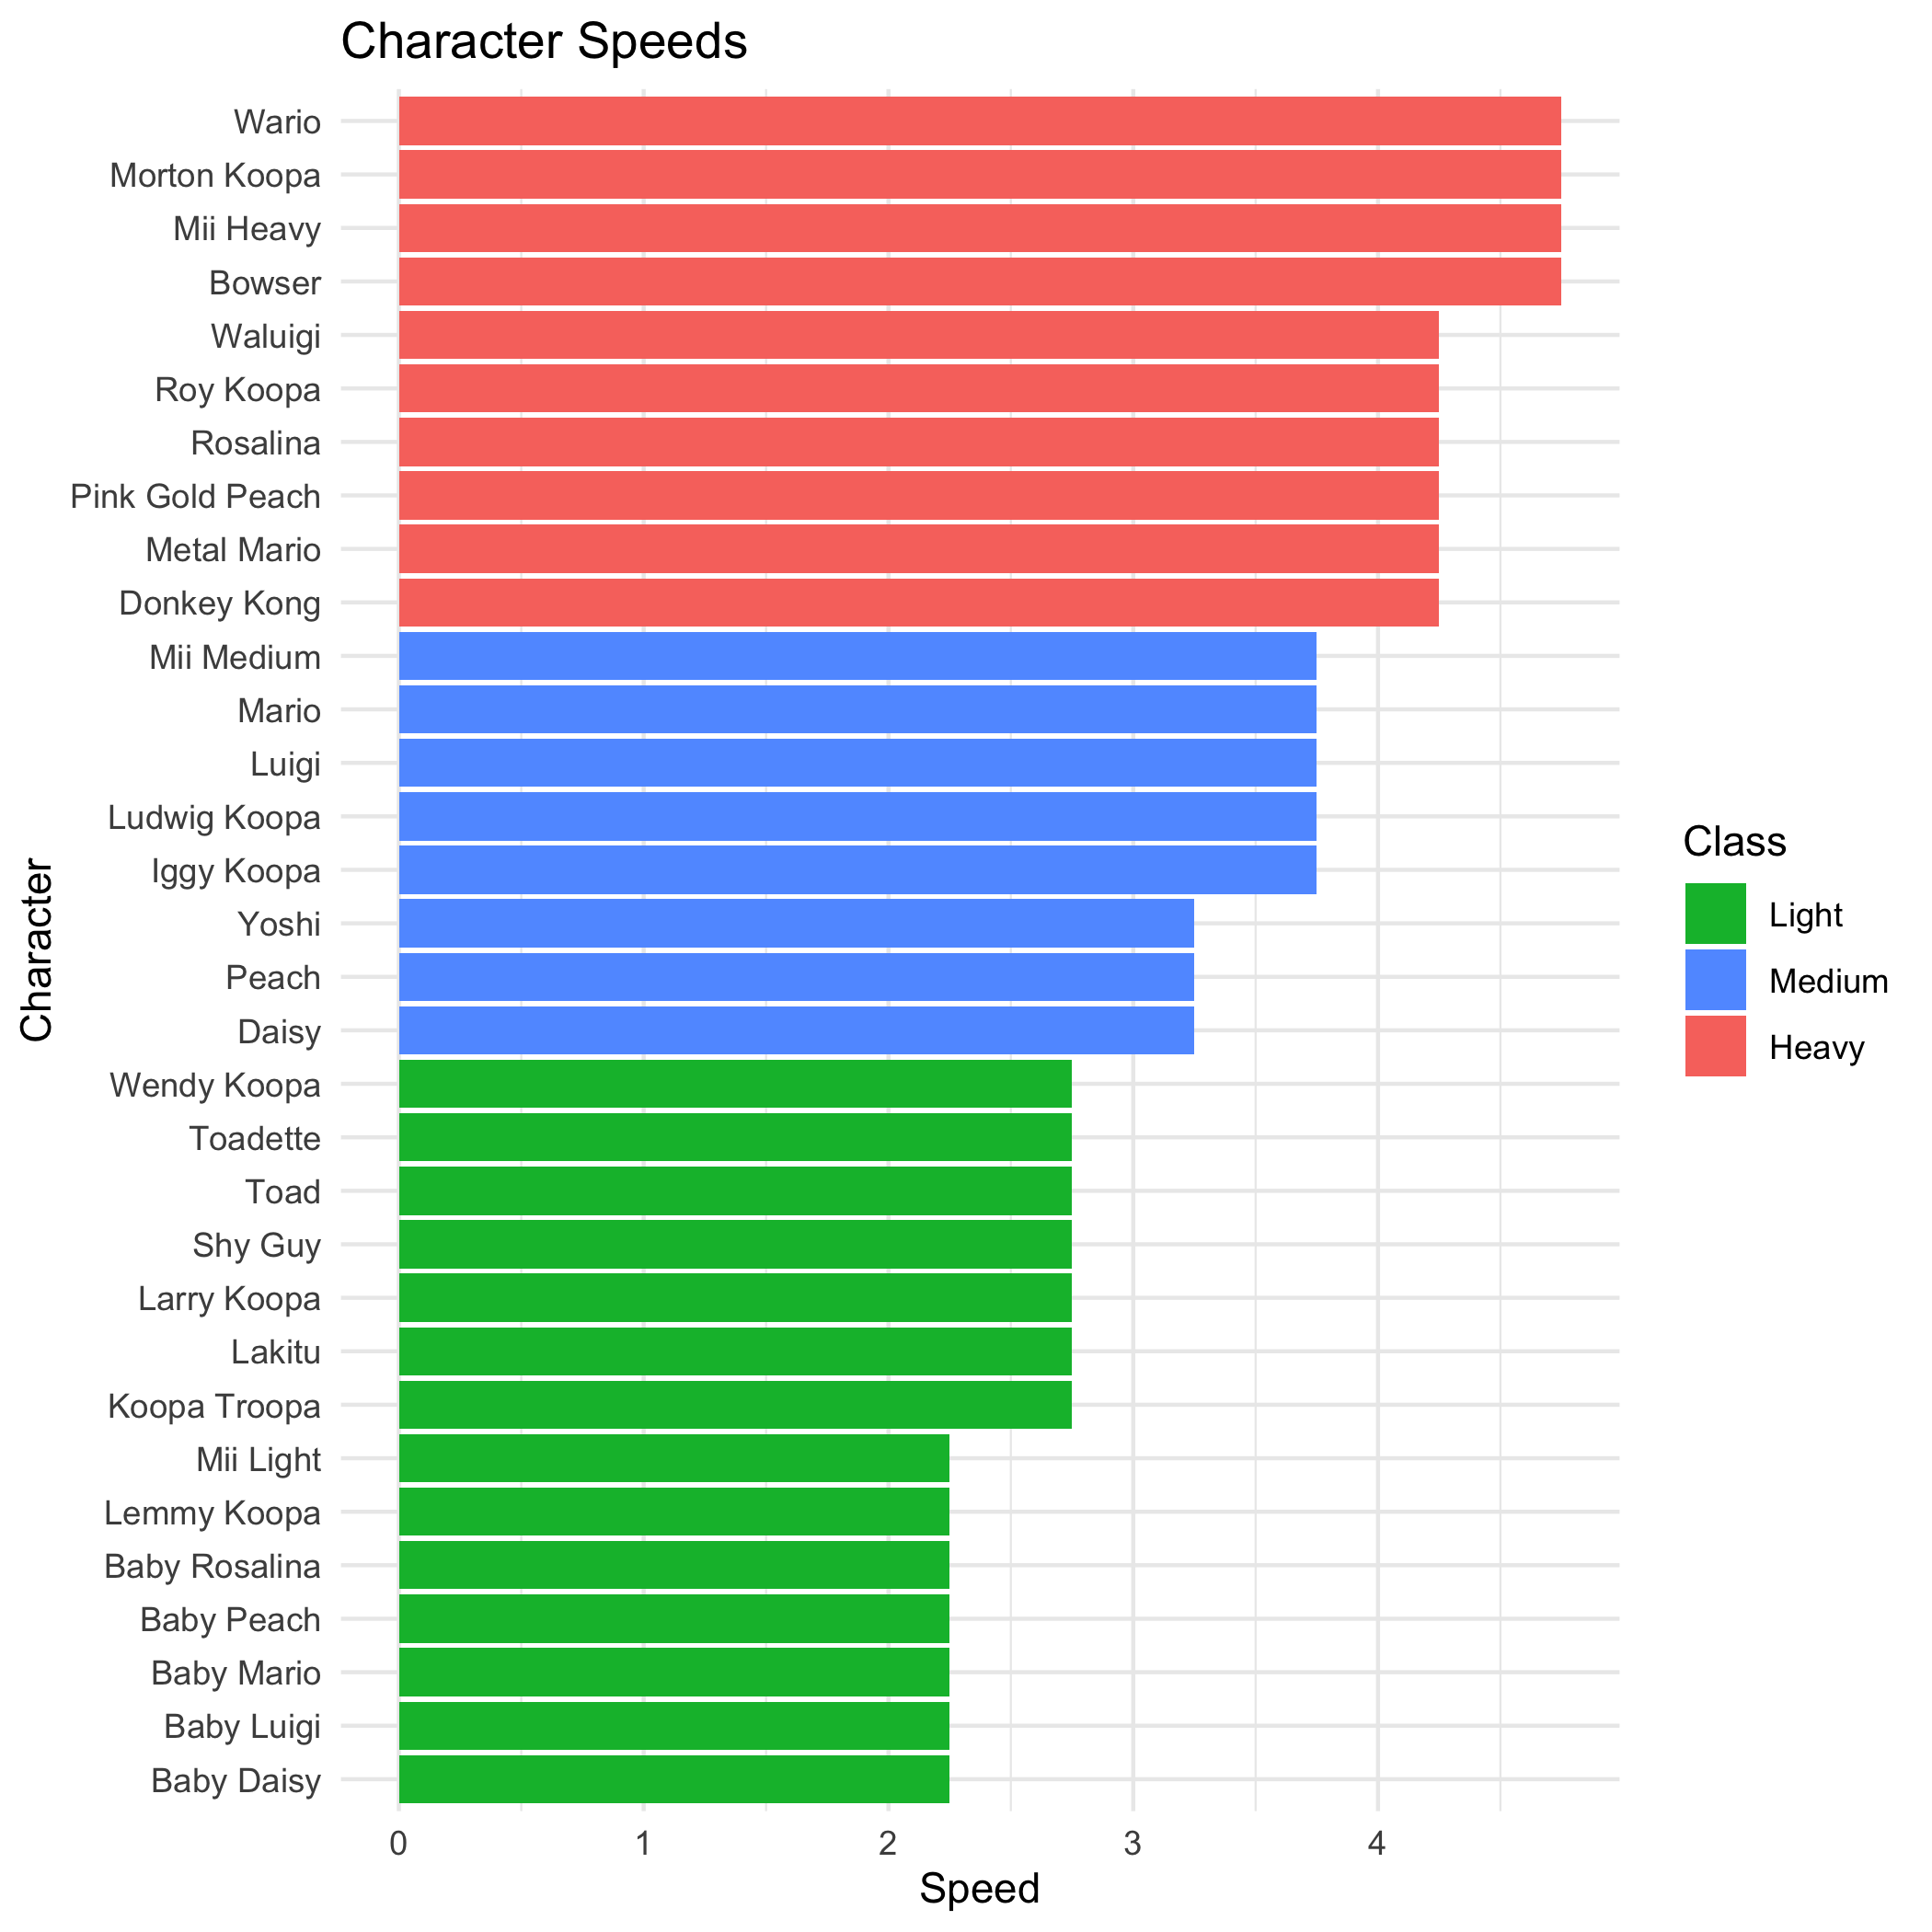 Character Speeds
Wario
Morton Koopa
Mii Heavy
Bowser
Waluigi
Roy Koopa
Rosalina
Pink Gold Peach
Metal Mario
Donkey Kong
Mii Medium
Mario
Luigi
Ludwig Koopa
Iggy Koopa
Yoshi
Peach
Daisy
Wendy Koopa
Toadette
Toad
Shy Guy
Larry Koopa
Lakitu
Koopa Troopa
Mii Light
Lemmy Koopa
Baby Rosalina
Baby Peach
Baby Mario
Baby Luigi
Baby Daisy
Character
0 1 2 3 4
Speed
Class
Light
Medium
Heavy